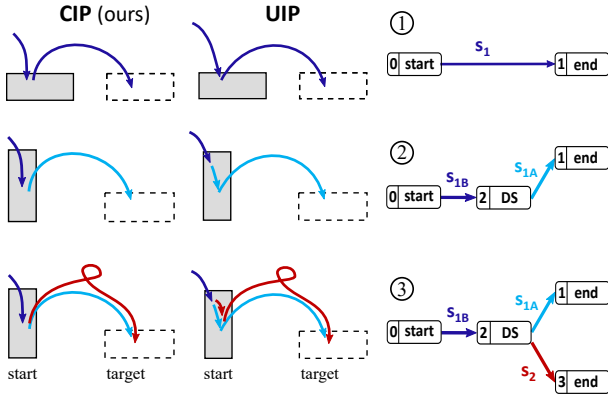 CIP (ours) UIP
①
0 start S1 1 end
②
1 end
S1A
S1B
0 start 2 DS
③
1 end
S1A
S1B
0 start 2 DS
S2
3 end
start target start target